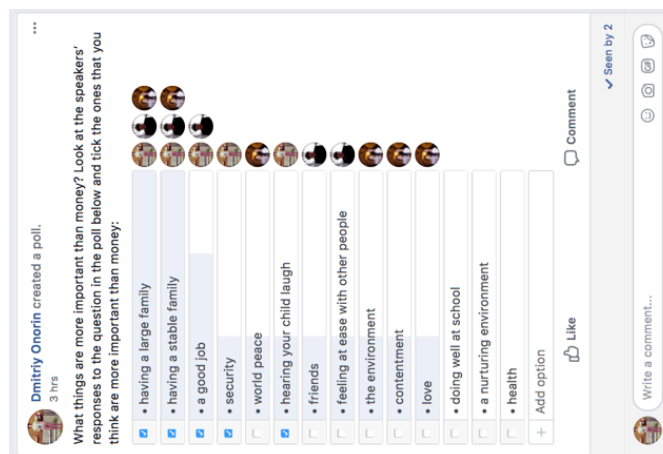 Dmitriy Onorin created a poll.
3 hrs
What things are more important than money? Look at the speakers'
responses to the question in the poll below and tick the ones that you
think are more important than money:
• having a large family
• having a stable family
• a good job
• security
• world peace
• hearing your child laugh
• friends
• feeling at ease with other people
• the environment
• contentment
• love
• doing well at school
• a nurturing environment
• health
+ Add option
Like
Comment
✓ Seen by 2
Write a comment...
GIF